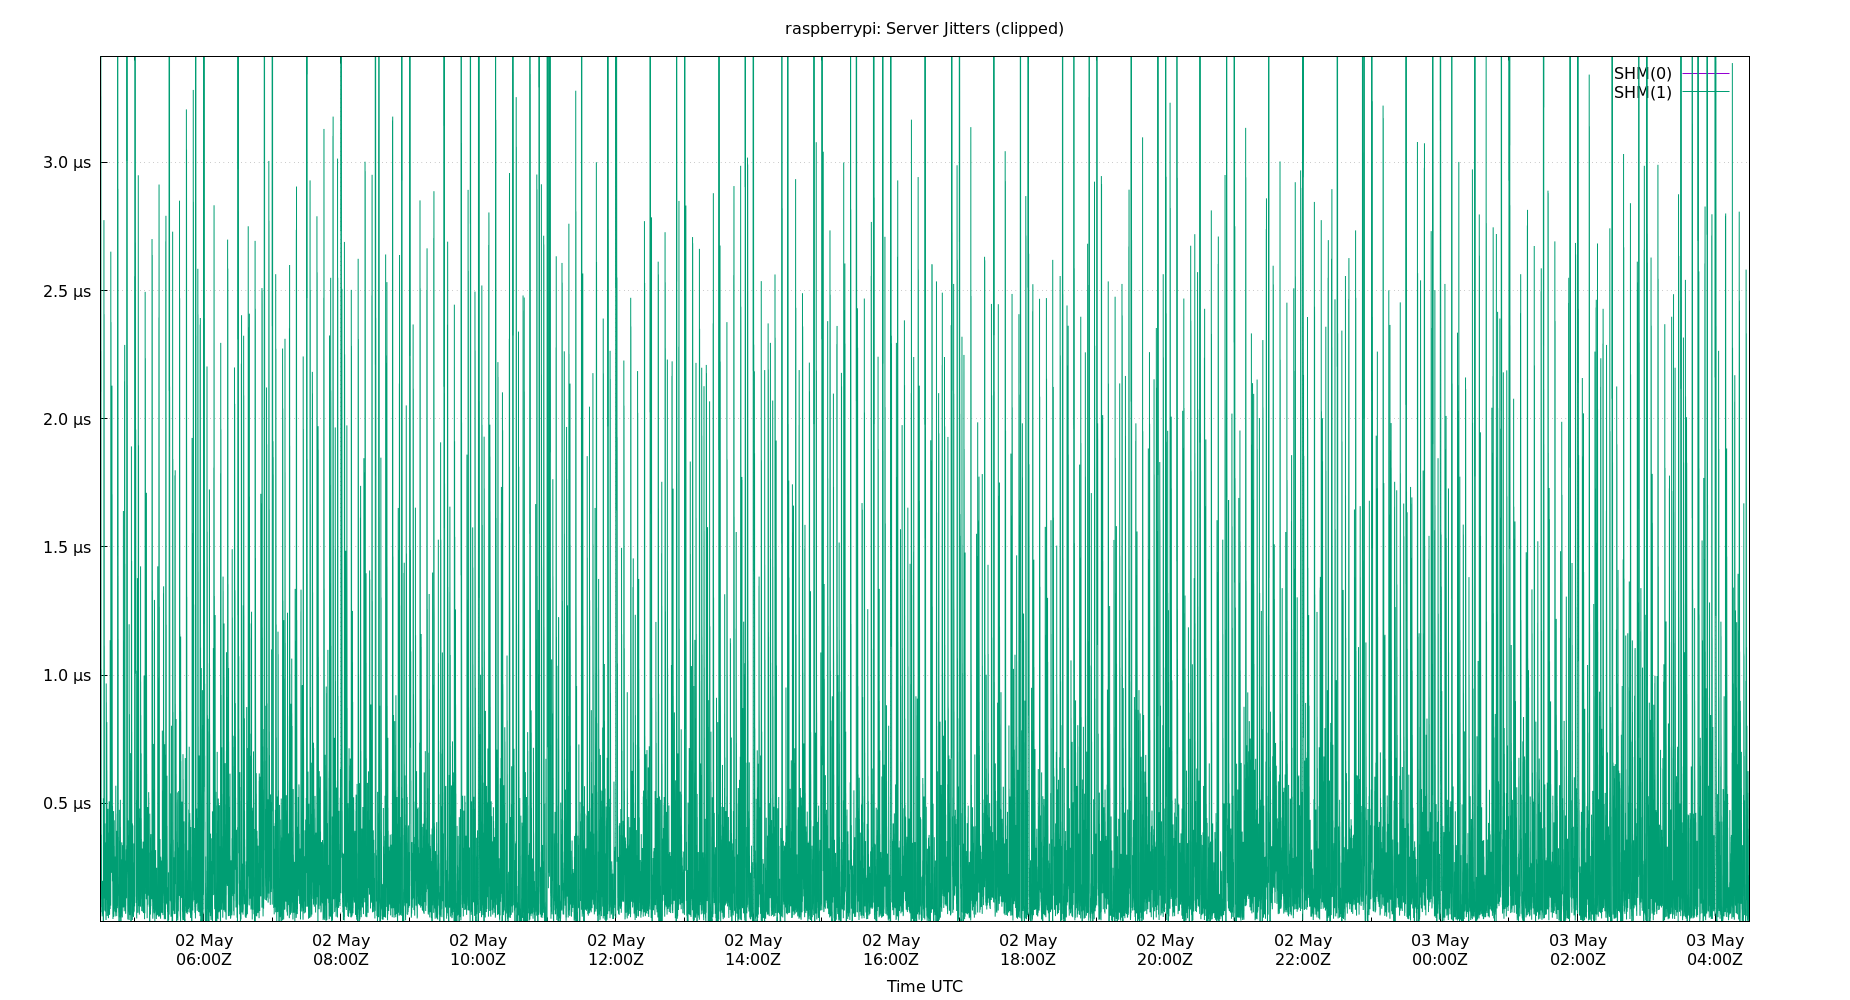 raspberrypi: Server Jitters (clipped)
SHM(0)
SHM(1)
3.0 µs
2.5 µs
2.0 µs
1.5 µs
1.0 µs
0.5 µs
02 May 02 May 02 May 02 May 02 May 02 May 02 May 02 May 02 May 03 May 03 May 03 May
06:00Z 08:00Z 10:00Z 12:00Z 14:00Z 16:00Z 18:00Z 20:00Z 22:00Z 00:00Z 02:00Z 04:00Z
Time UTC